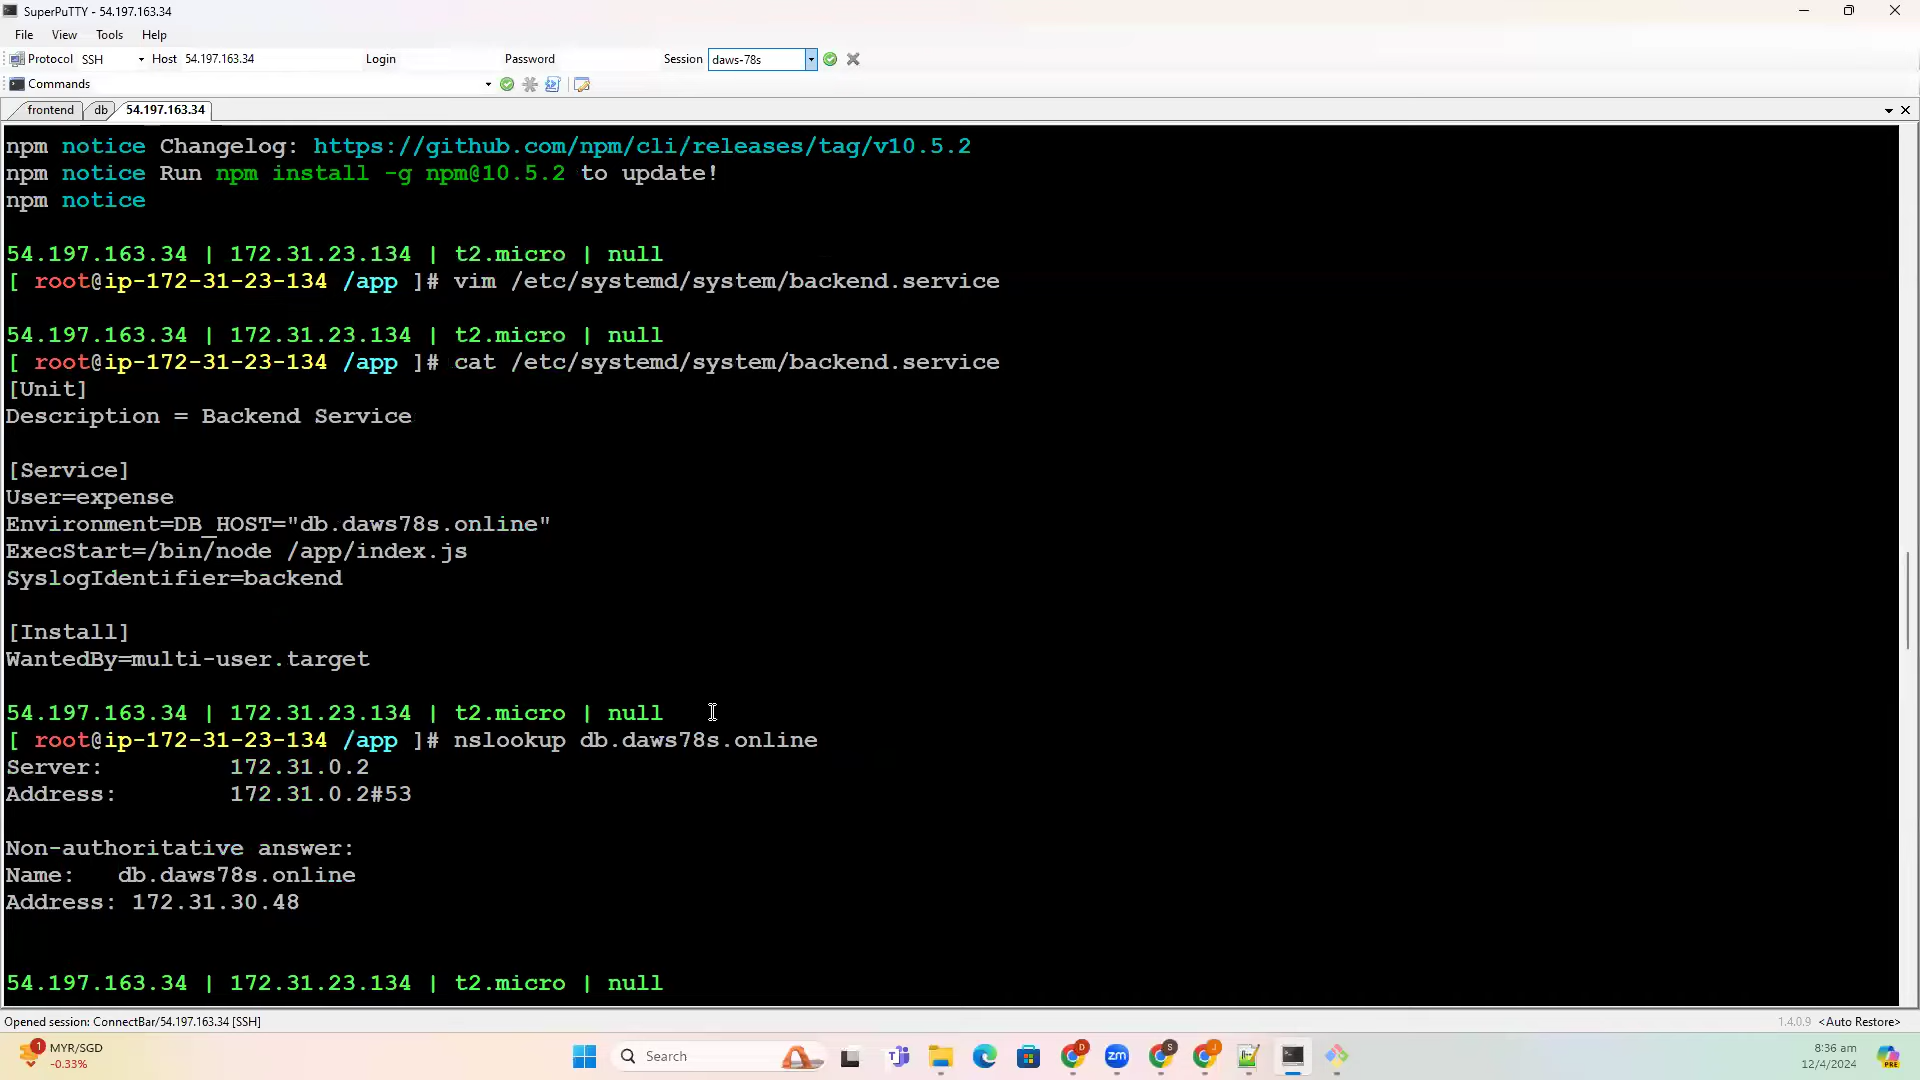 SuperPuTTY - 54.197.163.34
File View Tools Help
Protocol SSH Host 54.197.163.34 Login Password Session daws-78s
Commands
frontend db 54.197.163.34
npm notice Changelog: https://github.com/npm/cli/releases/tag/v10.5.2
npm notice Run npm install -g npm@10.5.2 to update!
npm notice
54.197.163.34 | 172.31.23.134 | t2.micro | null
[ root@ip-172-31-23-134 /app ]# vim /etc/systemd/system/backend.service
54.197.163.34 | 172.31.23.134 | t2.micro | null
[ root@ip-172-31-23-134 /app ]# cat /etc/systemd/system/backend.service
[Unit]
Description = Backend Service
[Service]
User=expense
Environment=DB_HOST="db.daws78s.online"
ExecStart=/bin/node /app/index.js
SyslogIdentifier=backend
[Install]
WantedBy=multi-user.target
54.197.163.34 | 172.31.23.134 | t2.micro | null
[ root@ip-172-31-23-134 /app ]# nslookup db.daws78s.online
Server: 172.31.0.2
Address: 172.31.0.2#53
Non-authoritative answer:
Name: db.daws78s.online
Address: 172.31.30.48
54.197.163.34 | 172.31.23.134 | t2.micro | null
Opened session: ConnectBar/54.197.163.34 [SSH] 1.4.0.9 <Auto Restore>
1 MYR/SGD
-0.33%
Search
D zm S J
PRE
8:36 am
12/4/2024